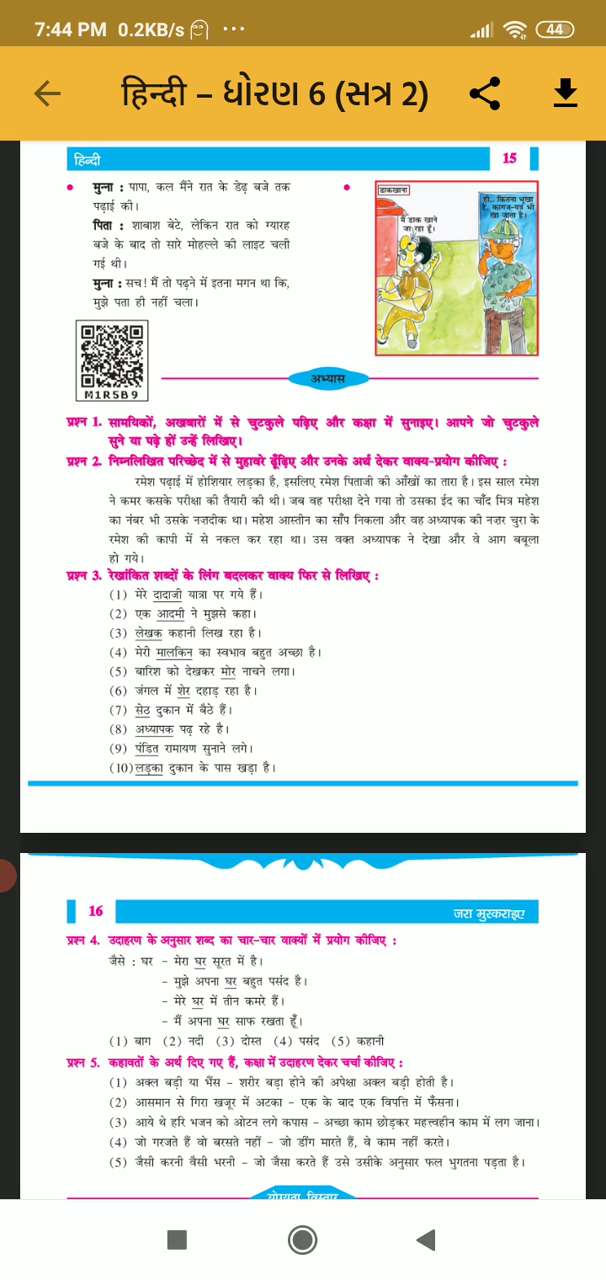 7:44 PM 0.2KB/s ... 44
हिन्दी – ધોરણ 6 (સત્ર 2)
हिन्दी 15
• मुन्ना : पापा, कल मैंने रात के डेढ़ बजे तक
पढ़ाई की।
पिता : शाबाश बेटे, लेकिन रात को ग्यारह
बजे के बाद तो सारे मोहल्ले की लाइट चली
गई थी।
मुन्ना : सच! मैं तो पढ़ने में इतना मगन था कि,
मुझे पता ही नहीं चला।
•
डाकखाना
मैं डाक खाने
जा रहा हूँ।
हो... कितना भूखा
है, कागज-पत्र भी
खा जाता है।
M1R5B9
अभ्यास
प्रश्न 1. सामयिकों, अखबारों में से चुटकुले पढ़िए और कक्षा में सुनाइए। आपने जो चुटकुले
सुने या पढ़े हों उन्हें लिखिए।
प्रश्न 2. निम्नलिखित परिच्छेद में से मुहावरे ढूँढ़िए और उनके अर्थ देकर वाक्य-प्रयोग कीजिए :
रमेश पढ़ाई में होशियार लड़का है, इसलिए रमेश पिताजी की आँखों का तारा है। इस साल रमेश
ने कमर कसके परीक्षा की तैयारी की थी। जब वह परीक्षा देने गया तो उसका ईद का चाँद मित्र महेश
का नंबर भी उसके नज़दीक था। महेश आस्तीन का साँप निकला और वह अध्यापक की नज़र चुरा के
रमेश की कापी में से नकल कर रहा था। उस वक्त अध्यापक ने देखा और वे आग बबूला
हो गये।
प्रश्न 3. रेखांकित शब्दों के लिंग बदलकर वाक्य फिर से लिखिए :
(1) मेरे दादाजी यात्रा पर गये हैं।
(2) एक आदमी ने मुझसे कहा।
(3) लेखक कहानी लिख रहा है।
(4) मेरी मालकिन का स्वभाव बहुत अच्छा है।
(5) बारिश को देखकर मोर नाचने लगा।
(6) जंगल में शेर दहाड़ रहा है।
(7) सेठ दुकान में बैठे हैं।
(8) अध्यापक पढ़ रहे है।
(9) पंडित रामायण सुनाने लगे।
(10) लड़का दुकान के पास खड़ा है।
16 जरा मुस्कराइए
प्रश्न 4. उदाहरण के अनुसार शब्द का चार-चार वाक्यों में प्रयोग कीजिए :
जैसे : घर – मेरा घर सूरत में है।
– मुझे अपना घर बहुत पसंद है।
– मेरे घर में तीन कमरे हैं।
– मैं अपना घर साफ रखता हूँ।
(1) बाग (2) नदी (3) दोस्त (4) पसंद (5) कहानी
प्रश्न 5. कहावतों के अर्थ दिए गए हैं, कक्षा में उदाहरण देकर चर्चा कीजिए :
(1) अक्ल बड़ी या भैंस – शरीर बड़ा होने की अपेक्षा अक्ल बड़ी होती है।
(2) आसमान से गिरा खजूर में अटका – एक के बाद एक विपत्ति में फँसना।
(3) आये थे हरि भजन को ओटन लगे कपास – अच्छा काम छोड़कर महत्त्वहीन काम में लग जाना।
(4) जो गरजते हैं वो बरसते नहीं – जो डींग मारते हैं, वे काम नहीं करते।
(5) जैसी करनी वैसी भरनी – जो जैसा करते हैं उसे उसीके अनुसार फल भुगतना पड़ता है।
योग्यता विस्तार